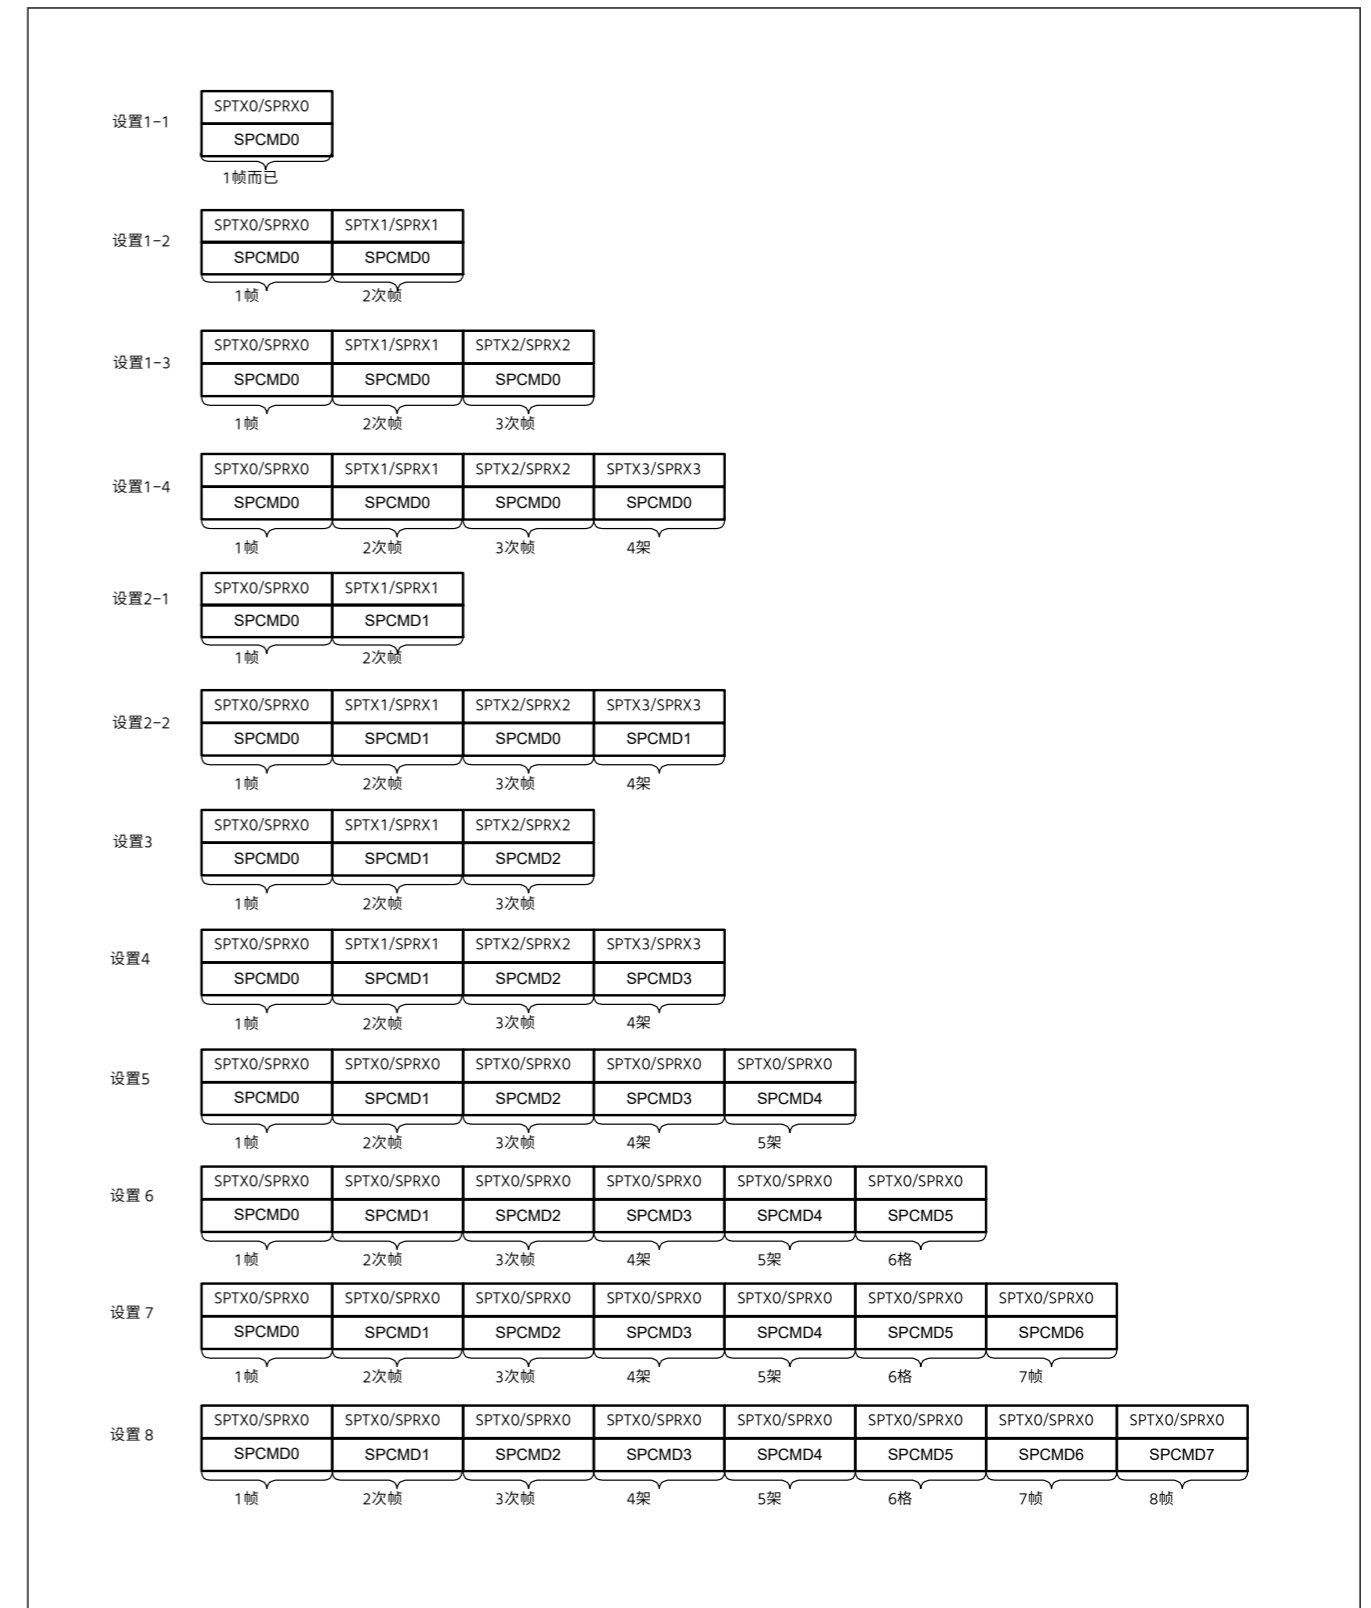 设置1-1
SPTX0/SPRX0
SPCMD0
1帧而已
设置1-2
SPTX0/SPRX0 SPTX1/SPRX1
SPCMD0 SPCMD0
1帧 2次帧
设置1-3
SPTX0/SPRX0 SPTX1/SPRX1 SPTX2/SPRX2
SPCMD0 SPCMD0 SPCMD0
1帧 2次帧 3次帧
设置1-4
SPTX0/SPRX0 SPTX1/SPRX1 SPTX2/SPRX2 SPTX3/SPRX3
SPCMD0 SPCMD0 SPCMD0 SPCMD0
1帧 2次帧 3次帧 4架
设置2-1
SPTX0/SPRX0 SPTX1/SPRX1
SPCMD0 SPCMD1
1帧 2次帧
设置2-2
SPTX0/SPRX0 SPTX1/SPRX1 SPTX2/SPRX2 SPTX3/SPRX3
SPCMD0 SPCMD1 SPCMD0 SPCMD1
1帧 2次帧 3次帧 4架
设置3
SPTX0/SPRX0 SPTX1/SPRX1 SPTX2/SPRX2
SPCMD0 SPCMD1 SPCMD2
1帧 2次帧 3次帧
设置4
SPTX0/SPRX0 SPTX1/SPRX1 SPTX2/SPRX2 SPTX3/SPRX3
SPCMD0 SPCMD1 SPCMD2 SPCMD3
1帧 2次帧 3次帧 4架
设置5
SPTX0/SPRX0 SPTX0/SPRX0 SPTX0/SPRX0 SPTX0/SPRX0 SPTX0/SPRX0
SPCMD0 SPCMD1 SPCMD2 SPCMD3 SPCMD4
1帧 2次帧 3次帧 4架 5架
设置 6
SPTX0/SPRX0 SPTX0/SPRX0 SPTX0/SPRX0 SPTX0/SPRX0 SPTX0/SPRX0 SPTX0/SPRX0
SPCMD0 SPCMD1 SPCMD2 SPCMD3 SPCMD4 SPCMD5
1帧 2次帧 3次帧 4架 5架 6格
设置 7
SPTX0/SPRX0 SPTX0/SPRX0 SPTX0/SPRX0 SPTX0/SPRX0 SPTX0/SPRX0 SPTX0/SPRX0 SPTX0/SPRX0
SPCMD0 SPCMD1 SPCMD2 SPCMD3 SPCMD4 SPCMD5 SPCMD6
1帧 2次帧 3次帧 4架 5架 6格 7帧
设置 8
SPTX0/SPRX0 SPTX0/SPRX0 SPTX0/SPRX0 SPTX0/SPRX0 SPTX0/SPRX0 SPTX0/SPRX0 SPTX0/SPRX0 SPTX0/SPRX0
SPCMD0 SPCMD1 SPCMD2 SPCMD3 SPCMD4 SPCMD5 SPCMD6 SPCMD7
1帧 2次帧 3次帧 4架 5架 6格 7帧 8帧